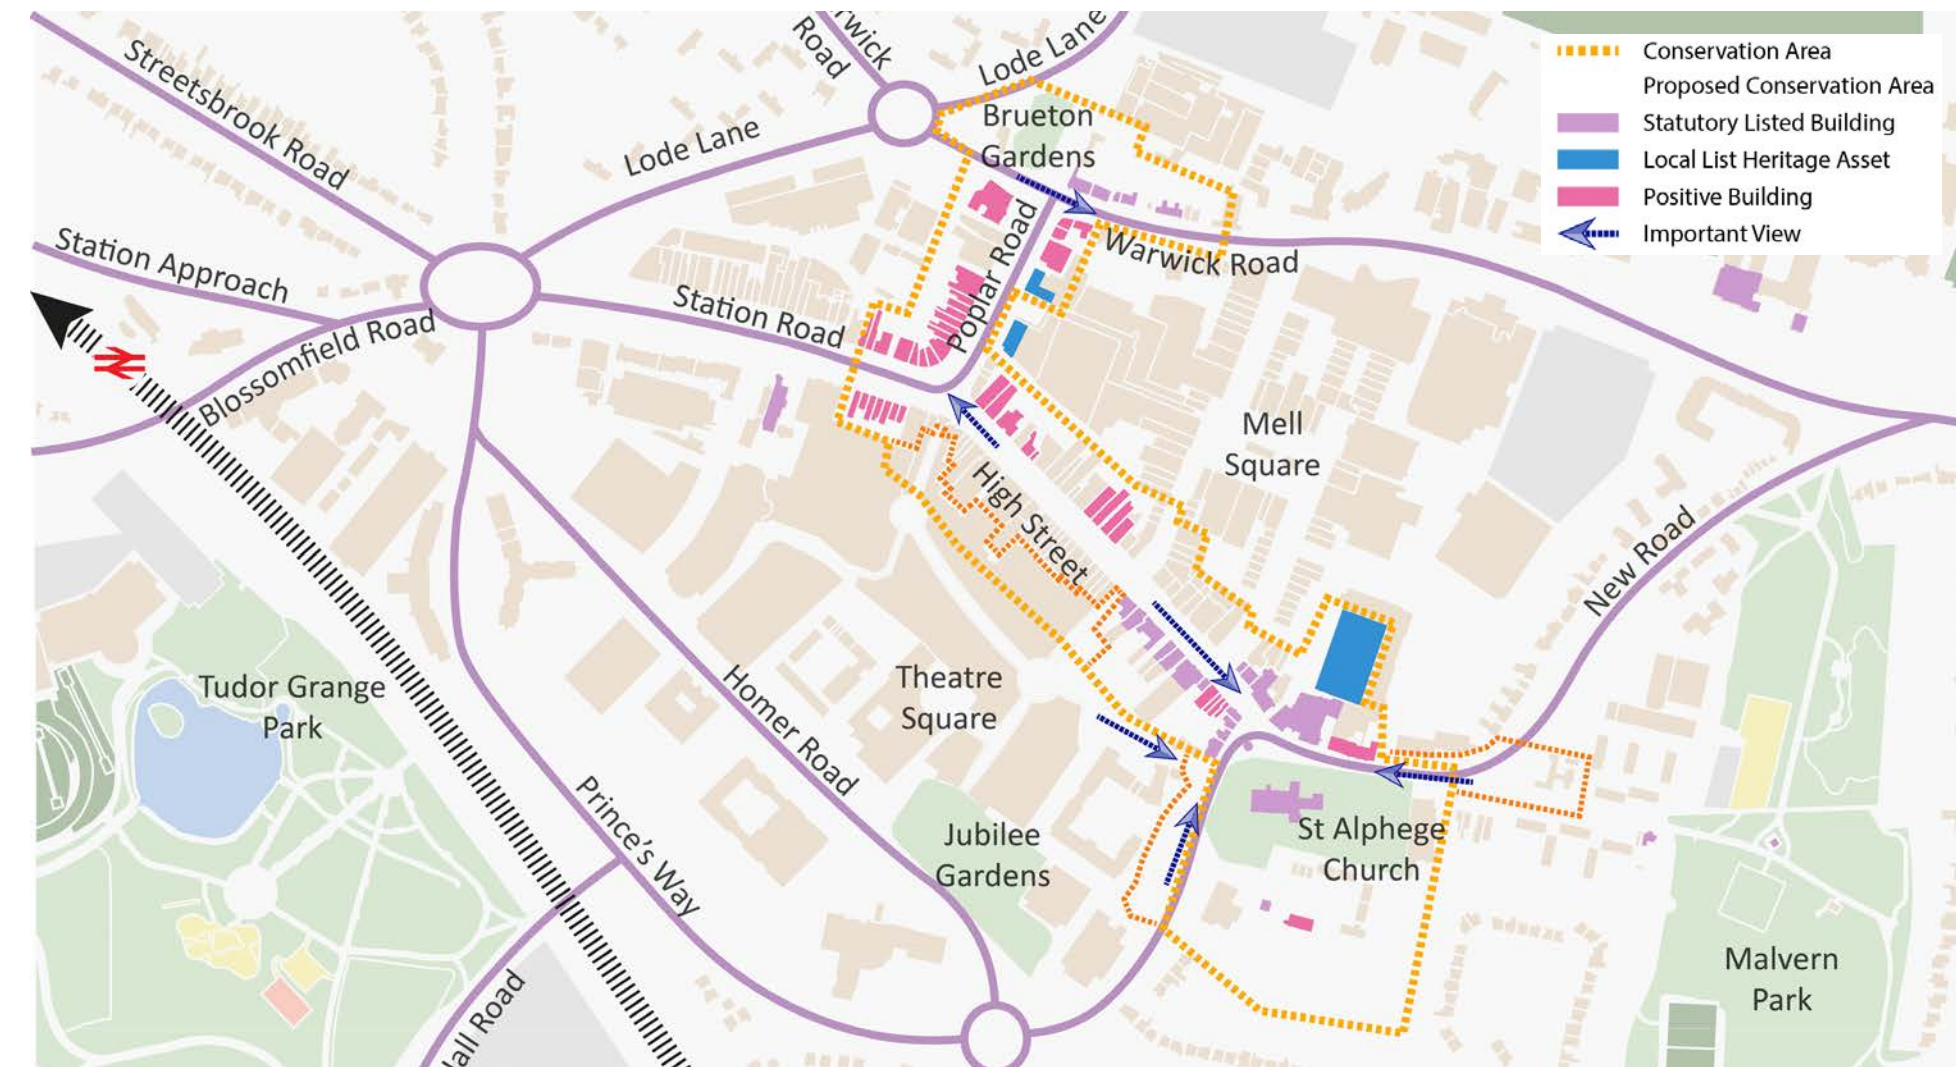 rwick
Road
Lode Lane
Streetsbrook Road
Brueton
Gardens
Lode Lane
Station Approach
Blossomfield Road
Station Road
Poplar Road
Warwick Road
Mell
Square
High Street
New Road
Tudor Grange
Park
Theatre
Square
Homer Road
Prince's Way
Jubilee
Gardens
St Alphege
Church
Malvern
Park
Hall Road
Conservation Area
Proposed Conservation Area
Statutory Listed Building
Local List Heritage Asset
Positive Building
Important View